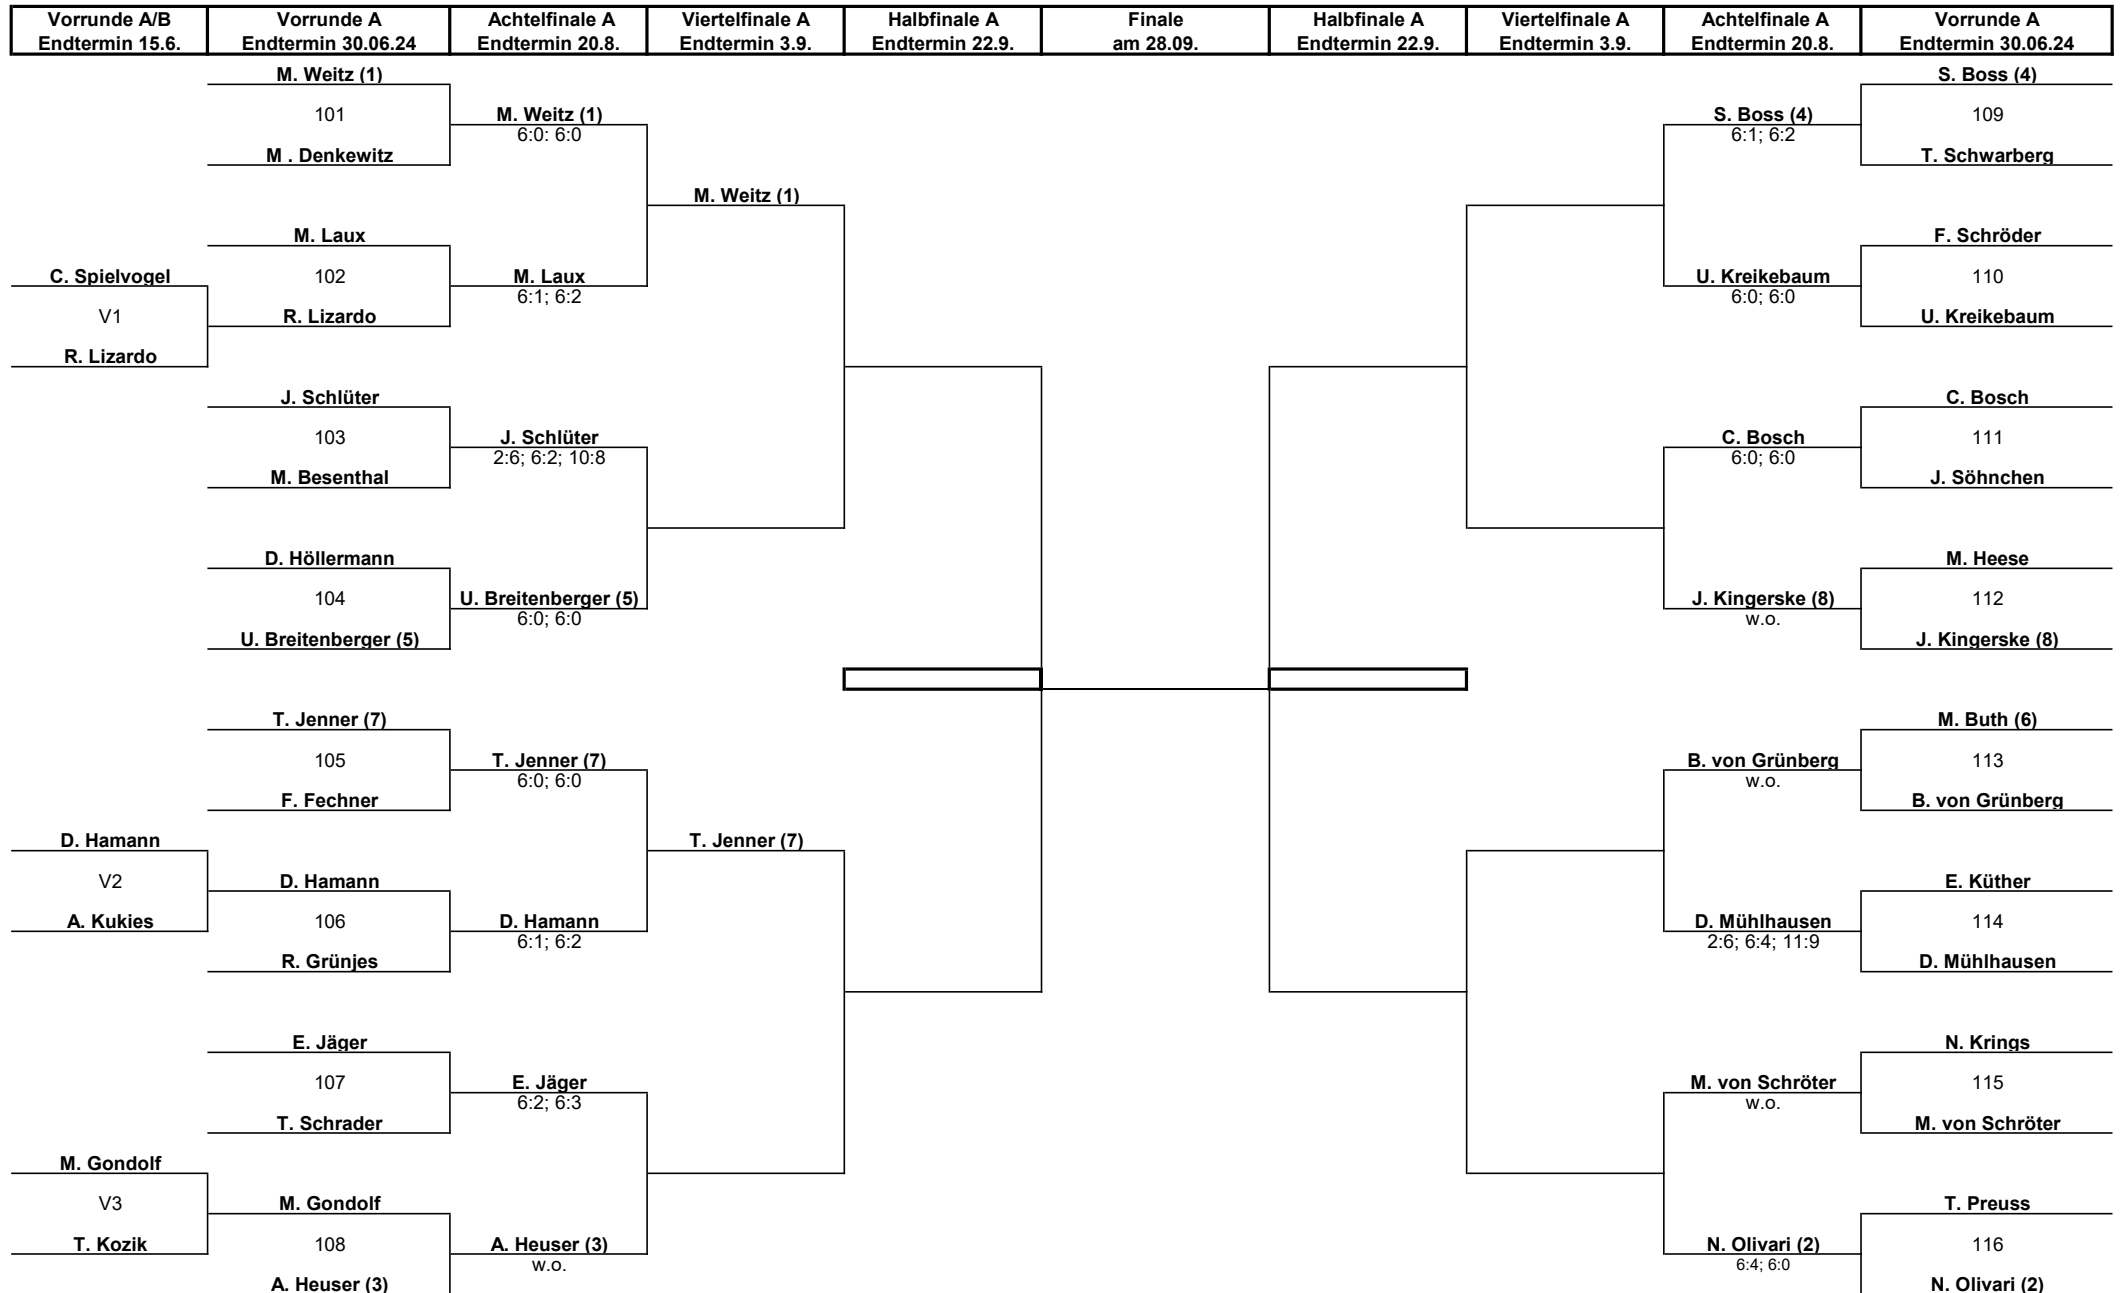 Vorrunde A/B
Endtermin 15.6.
Vorrunde A
Endtermin 30.06.24
Achtelfinale A
Endtermin 20.8.
Viertelfinale A
Endtermin 3.9.
Halbfinale A
Endtermin 22.9.
Finale
am 28.09.
Halbfinale A
Endtermin 22.9.
Viertelfinale A
Endtermin 3.9.
Achtelfinale A
Endtermin 20.8.
Vorrunde A
Endtermin 30.06.24
C. Spielvogel
V1
R. Lizardo
D. Hamann
V2
A. Kukies
M. Gondolf
V3
T. Kozik
M. Weitz (1)
101
M . Denkewitz
M. Laux
102
R. Lizardo
J. Schlüter
103
M. Besenthal
D. Höllermann
104
U. Breitenberger (5)
T. Jenner (7)
105
F. Fechner
D. Hamann
106
R. Grünjes
E. Jäger
107
T. Schrader
M. Gondolf
108
A. Heuser (3)
M. Weitz (1)
6:0: 6:0
M. Laux
6:1; 6:2
J. Schlüter
2:6; 6:2; 10:8
U. Breitenberger (5)
6:0; 6:0
T. Jenner (7)
6:0; 6:0
D. Hamann
6:1; 6:2
E. Jäger
6:2; 6:3
A. Heuser (3)
w.o.
M. Weitz (1)
T. Jenner (7)
S. Boss (4)
6:1; 6:2
U. Kreikebaum
6:0; 6:0
C. Bosch
6:0; 6:0
J. Kingerske (8)
w.o.
B. von Grünberg
w.o.
D. Mühlhausen
2:6; 6:4; 11:9
M. von Schröter
w.o.
N. Olivari (2)
6:4; 6:0
S. Boss (4)
109
T. Schwarberg
F. Schröder
110
U. Kreikebaum
C. Bosch
111
J. Söhnchen
M. Heese
112
J. Kingerske (8)
M. Buth (6)
113
B. von Grünberg
E. Küther
114
D. Mühlhausen
N. Krings
115
M. von Schröter
T. Preuss
116
N. Olivari (2)